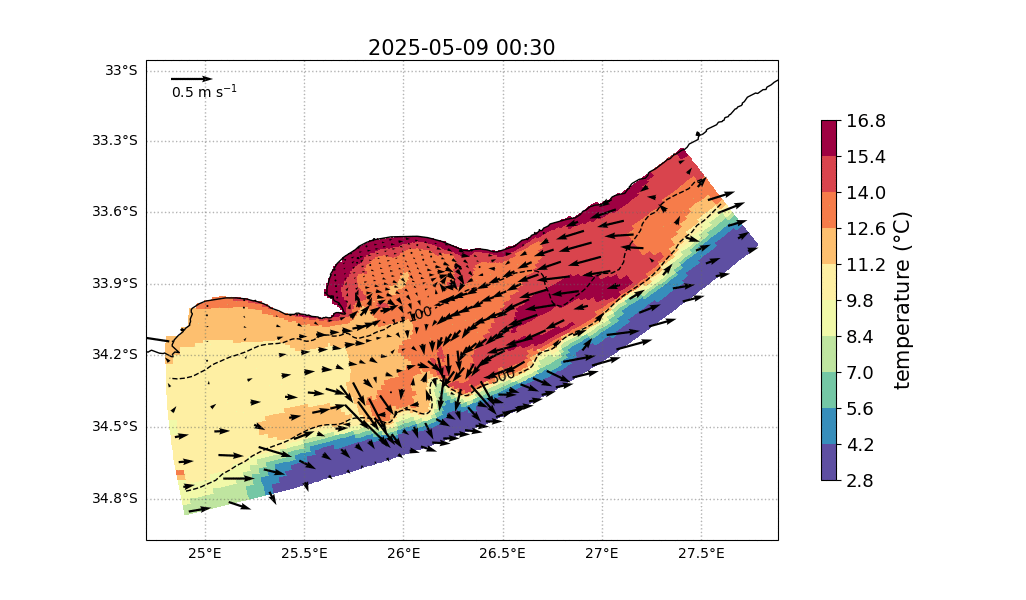 2025-05-09 00:30
0.5 m s⁻¹
33°S
33.3°S
33.6°S
33.9°S
34.2°S
34.5°S
34.8°S
25°E
25.5°E
26°E
26.5°E
27°E
27.5°E
100
500
16.8
15.4
14.0
12.6
11.2
9.8
8.4
7.0
5.6
4.2
2.8
temperature (°C)